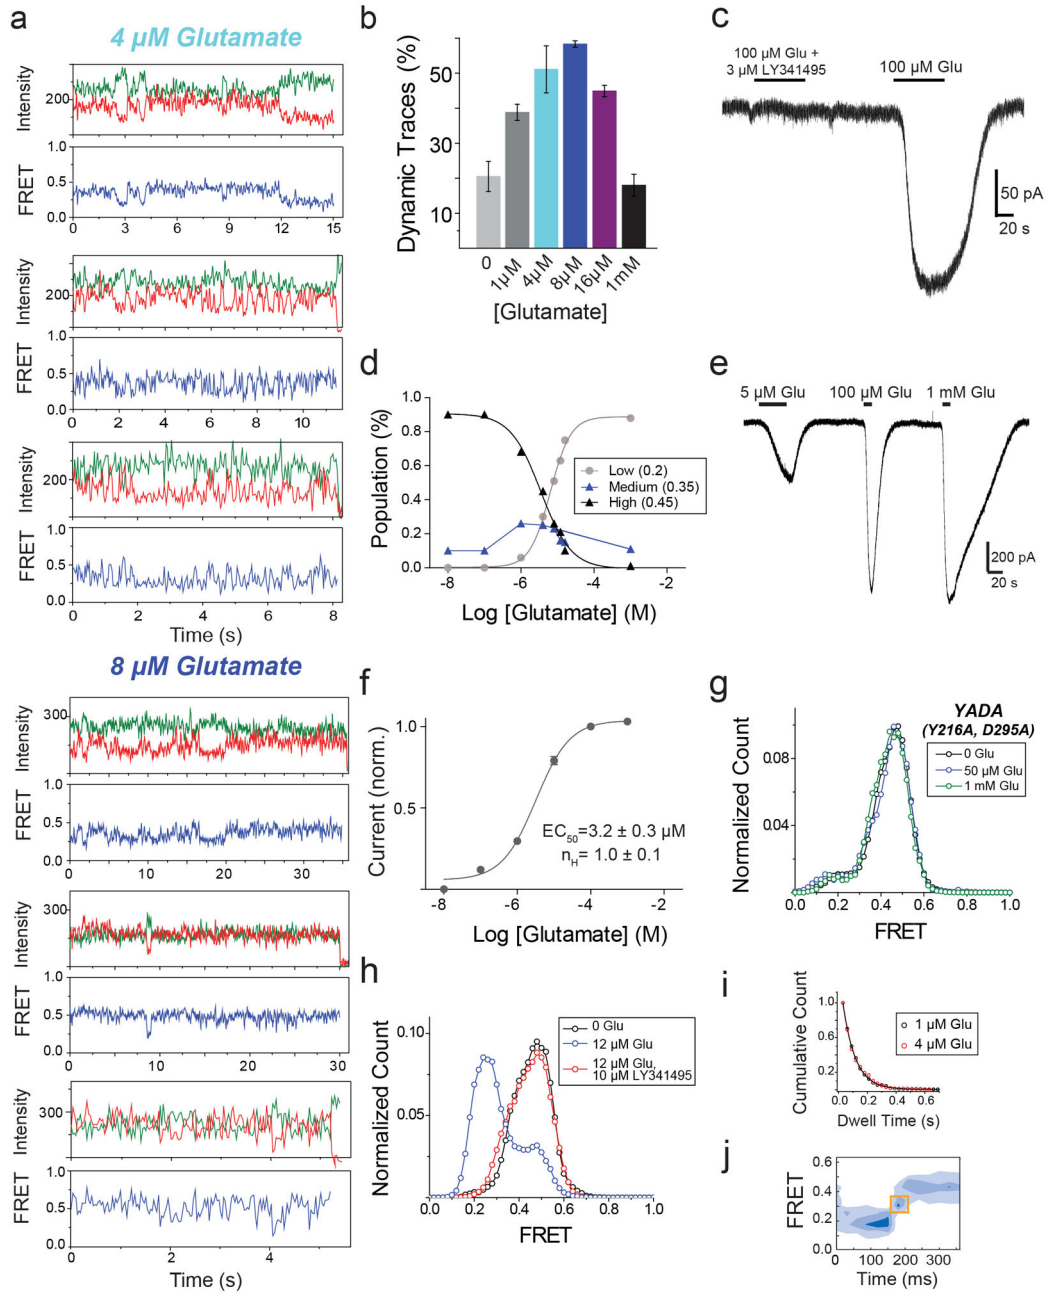 a
4 µM Glutamate
Intensity
200
FRET
1.0
0.5
0.0
0 3 6 9 12 15
Intensity
200
FRET
1.0
0.5
0.0
0 2 4 6 8 10
Intensity
200
FRET
1.0
0.5
0.0
0 2 4 6 8
Time (s)
8 µM Glutamate
Intensity
300
FRET
1.0
0.5
0.0
0 10 20 30
Intensity
300
FRET
1.0
0.5
0.0
0 10 20 30
Intensity
300
FRET
1.0
0.5
0.0
0 2 4
Time (s)
b
Dynamic Traces (%)
50
30
10
0 1µM 4µM 8µM 16µM 1mM
[Glutamate]
c
100 µM Glu +
3 µM LY341495
100 µM Glu
50 pA
20 s
d
Population (%)
1.0
0.8
0.6
0.4
0.2
0.0
-8 -6 -4 -2
Log [Glutamate] (M)
Low (0.2)
Medium (0.35)
High (0.45)
e
5 µM Glu 100 µM Glu 1 mM Glu
200 pA
20 s
f
Current (norm.)
1.0
0.5
EC50=3.2 ± 0.3 µM
nH= 1.0 ± 0.1
-8 -6 -4 -2
Log [Glutamate] (M)
g
Normalized Count
0.08
0.04
YADA
(Y216A, D295A)
0 Glu
50 µM Glu
1 mM Glu
0.0 0.2 0.4 0.6 0.8 1.0
FRET
h
Normalized Count
0.10
0.05
0 Glu
12 µM Glu
12 µM Glu,
10 µM LY341495
0.0 0.2 0.4 0.6 0.8 1.0
FRET
i
Cumulative Count
1.0
0.6
0.2
1 µM Glu
4 µM Glu
0.0 0.2 0.4 0.6
Dwell Time (s)
j
FRET
0.6
0.4
0.2
0.0
0 100 200 300
Time (ms)